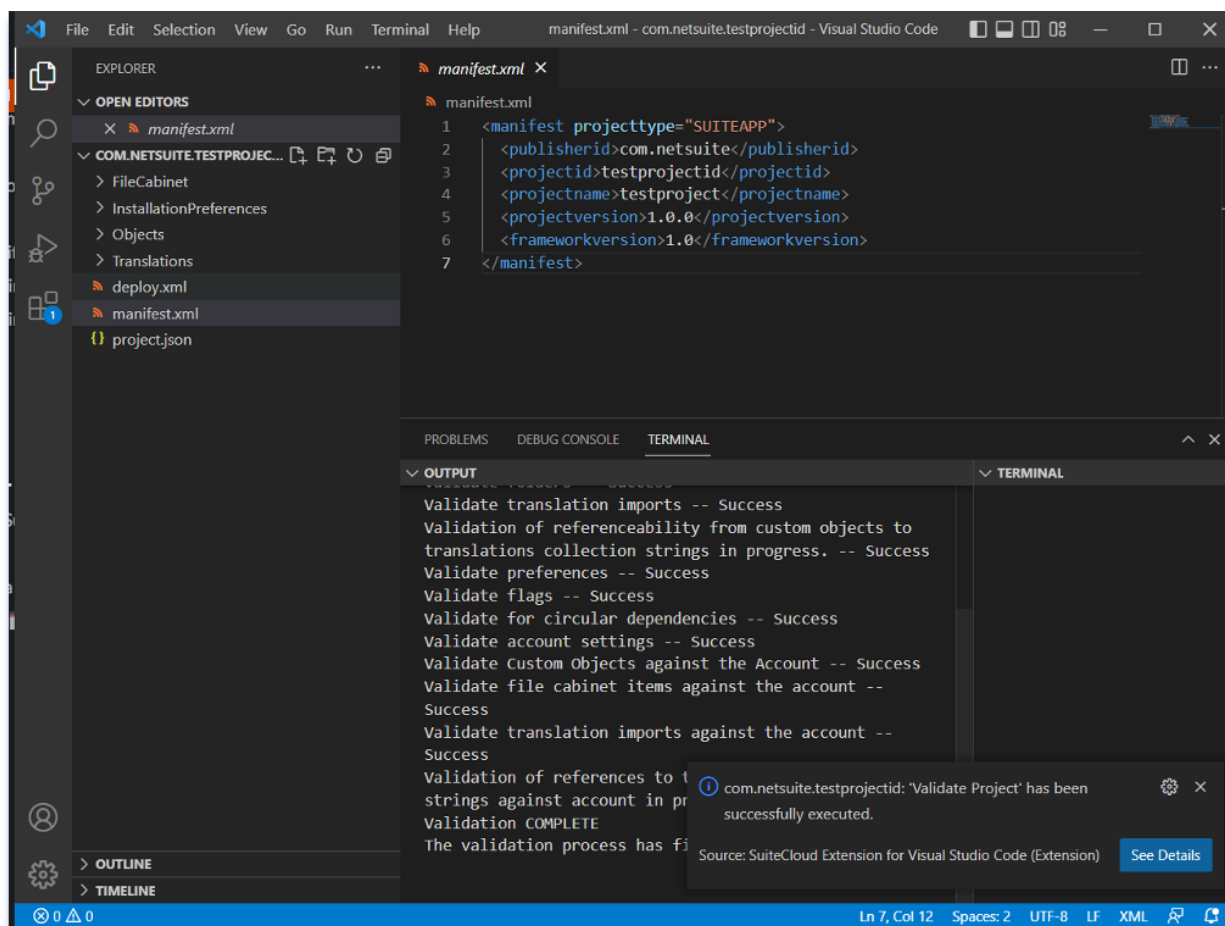 File Edit Selection View Go Run Terminal Help manifest.xml - com.netsuite.testprojectid - Visual Studio Code
EXPLORER
OPEN EDITORS
manifest.xml
COM.NETSUITE.TESTPROJEC...
FileCabinet
InstallationPreferences
Objects
Translations
deploy.xml
manifest.xml
{} project.json
OUTLINE
TIMELINE
1
manifest.xml
manifest.xml
1 <manifest projecttype="SUITEAPP">
2 <publisherid>com.netsuite</publisherid>
3 <projectid>testprojectid</projectid>
4 <projectname>testproject</projectname>
5 <projectversion>1.0.0</projectversion>
6 <frameworkversion>1.0</frameworkversion>
7 </manifest>
PROBLEMS DEBUG CONSOLE TERMINAL
OUTPUT
Validate translation imports -- Success
Validation of referenceability from custom objects to
translations collection strings in progress. -- Success
Validate preferences -- Success
Validate flags -- Success
Validate for circular dependencies -- Success
Validate account settings -- Success
Validate Custom Objects against the Account -- Success
Validate file cabinet items against the account --
Success
Validate translation imports against the account --
Success
Validation of references to
strings against account in
Validation COMPLETE
The validation process has
TERMINAL
com.netsuite.testprojectid: 'Validate Project' has been
successfully executed.
Source: SuiteCloud Extension for Visual Studio Code (Extension) See Details
0 0 Ln 7, Col 12 Spaces: 2 UTF-8 LF XML